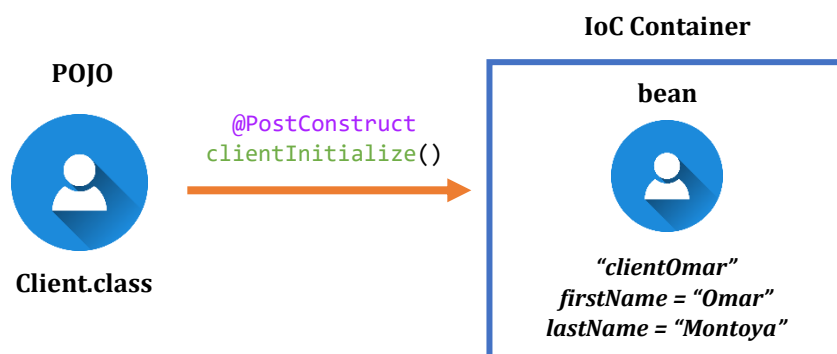 POJO
Client.class
@PostConstruct
clientInitialize()
IoC Container
bean
“clientOmar”
firstName = “Omar”
lastName = “Montoya”